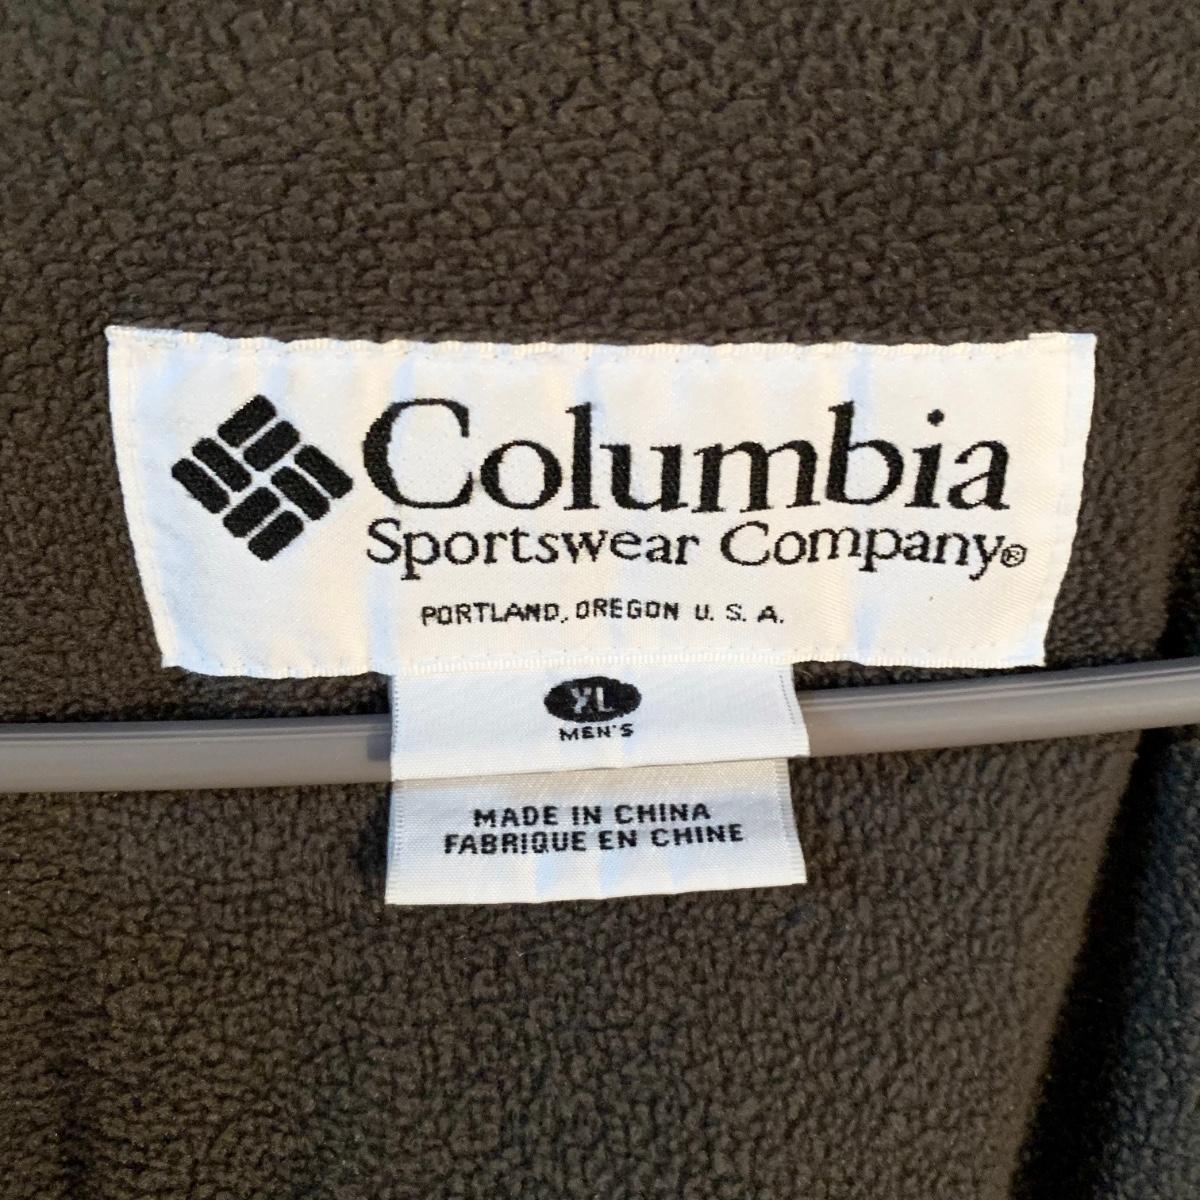 Columbia
Sportswear Company®
PORTLAND, OREGON U. S. A.
XL
MEN'S
MADE IN CHINA
FABRIQUE EN CHINE